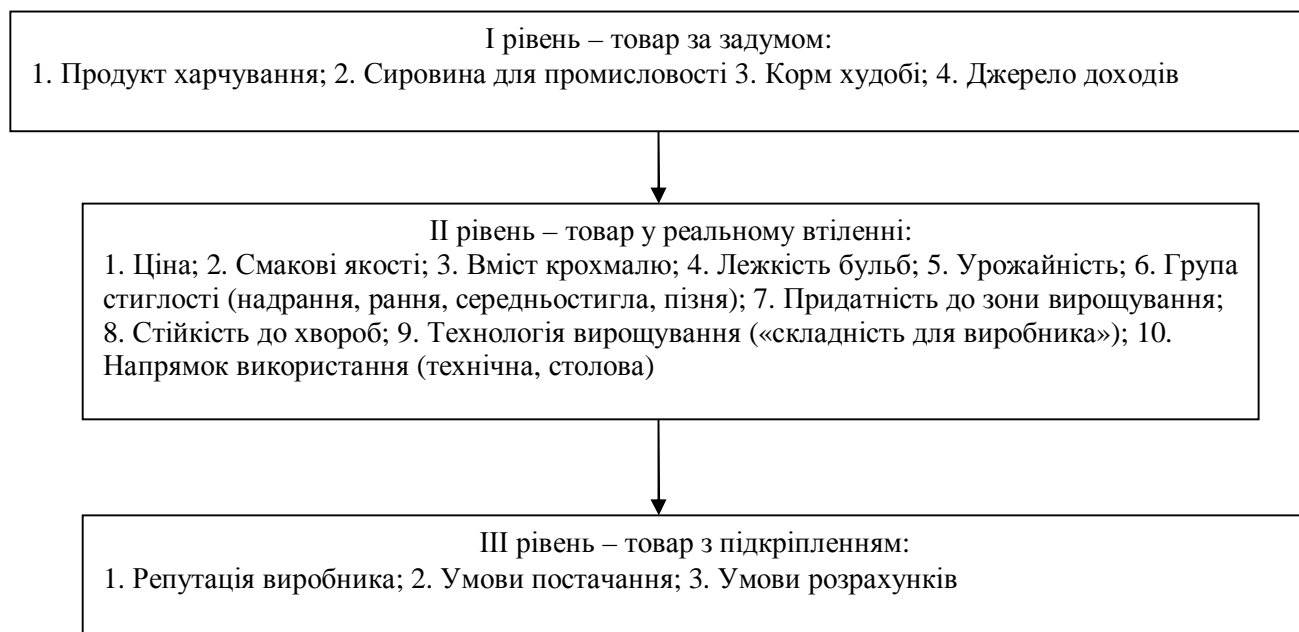 І рівень – товар за задумом:
1. Продукт харчування; 2. Сировина для промисловості 3. Корм худобі; 4. Джерело доходів
ІІ рівень – товар у реальному втіленні:
1. Ціна; 2. Смакові якості; 3. Вміст крохмалю; 4. Лежкість бульб; 5. Урожайність; 6. Група
стиглості (надрання, рання, середньостигла, пізня); 7. Придатність до зони вирощування;
8. Стійкість до хвороб; 9. Технологія вирощування («складність для виробника»); 10.
Напрямок використання (технічна, столова)
ІІІ рівень – товар з підкріпленням:
1. Репутація виробника; 2. Умови постачання; 3. Умови розрахунків